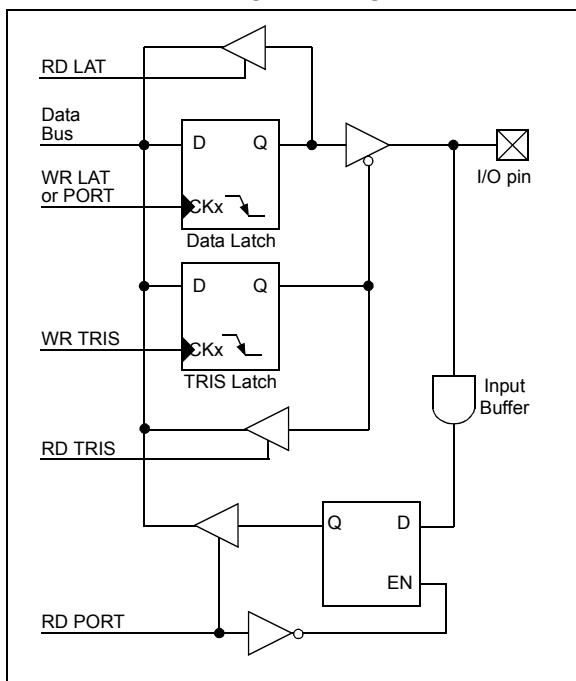 RD LAT
Data
Bus
D Q
WR LAT
or PORT
CKx
Data Latch
I/O pin
D Q
WR TRIS
CKx
TRIS Latch
Input
Buffer
RD TRIS
Q D
EN
RD PORT